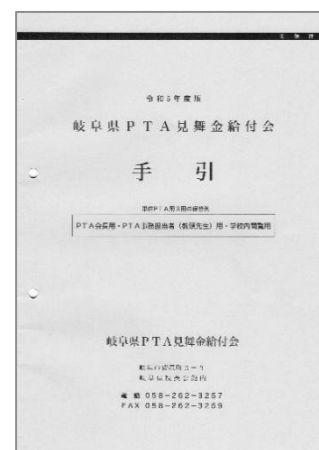 令和5年度版
岐阜県PTA見舞金給付会
手 引
PTA会長用・PTA事務担当者(教頭先生)用・学校内閲覧用
岐阜県PTA見舞金給付会
電話 058-262-3257
FAX 058-262-3259